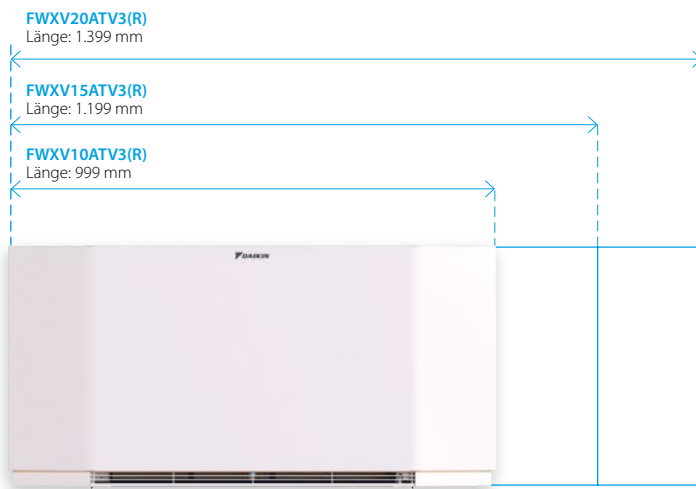 FWXV20ATV3(R)
Länge: 1.399 mm
FWXV15ATV3(R)
Länge: 1.199 mm
FWXV10ATV3(R)
Länge: 999 mm
DAIKIN